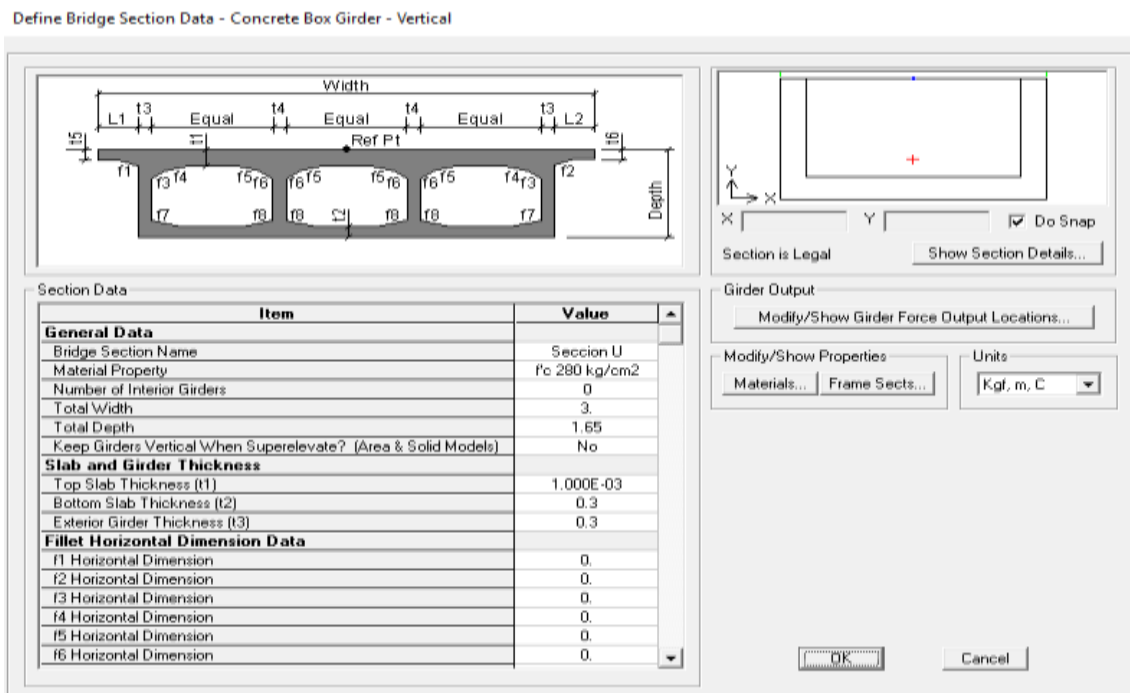 Define Bridge Section Data - Concrete Box Girder - Vertical
Width
L1 t3 Equal t4 Equal t4 Equal t3 L2
t5 t1 Ref Pt t6
f1 f3 f4 f5 f6 f6 f5 f5 f6 f6 f5 f4 f3 f2
f7 f8 f8 t2 f8 f8 f7
Depth
Y
X
X Y Do Snap
Section is Legal Show Section Details...
Section Data
Item Value
General Data
Bridge Section Name Seccion U
Material Property f'c 280 kg/cm2
Number of Interior Girders 0
Total Width 3.
Total Depth 1.65
Keep Girders Vertical When Superelevate? (Area & Solid Models) No
Slab and Girder Thickness
Top Slab Thickness (t1) 1.000E-03
Bottom Slab Thickness (t2) 0.3
Exterior Girder Thickness (t3) 0.3
Fillet Horizontal Dimension Data
f1 Horizontal Dimension 0.
f2 Horizontal Dimension 0.
f3 Horizontal Dimension 0.
f4 Horizontal Dimension 0.
f5 Horizontal Dimension 0.
f6 Horizontal Dimension 0.
Girder Output
Modify/Show Girder Force Output Locations...
Modify/Show Properties
Materials... Frame Sects...
Units
Kgf, m, C
OK Cancel